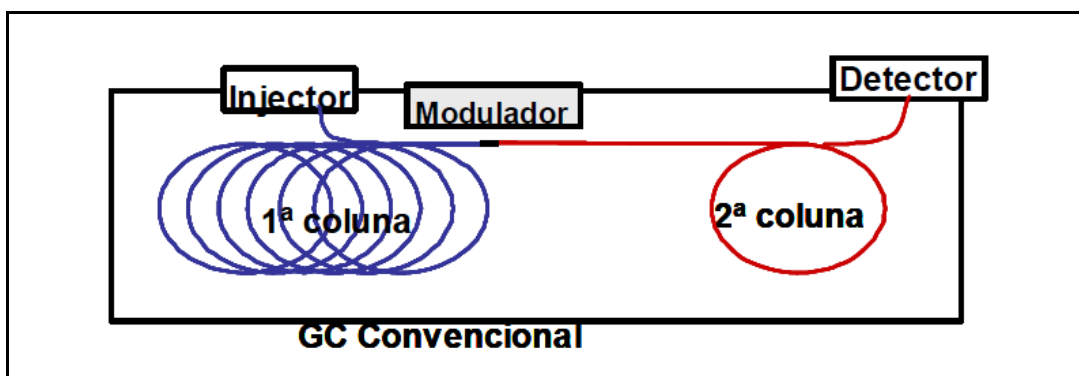 Injector
Modulador
Detector
1ª coluna
2ª coluna
GC Convencional